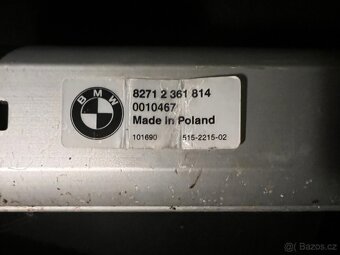 BMW
8271 2 361 814
0010467
Made in Poland
101690 515-2215-02
Bazos.cz